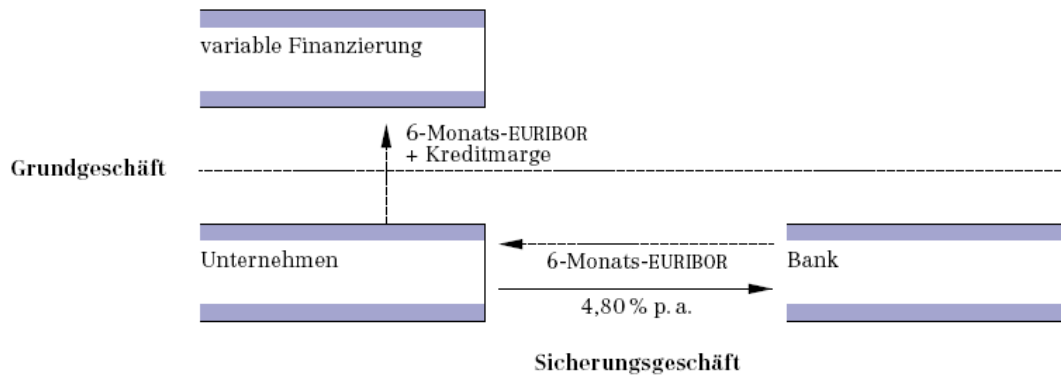 variable Finanzierung
6-Monats-EURIBOR
+ Kreditmarge
Grundgeschäft
Unternehmen
6-Monats-EURIBOR
Bank
4,80 % p. a.
Sicherungsgeschäft